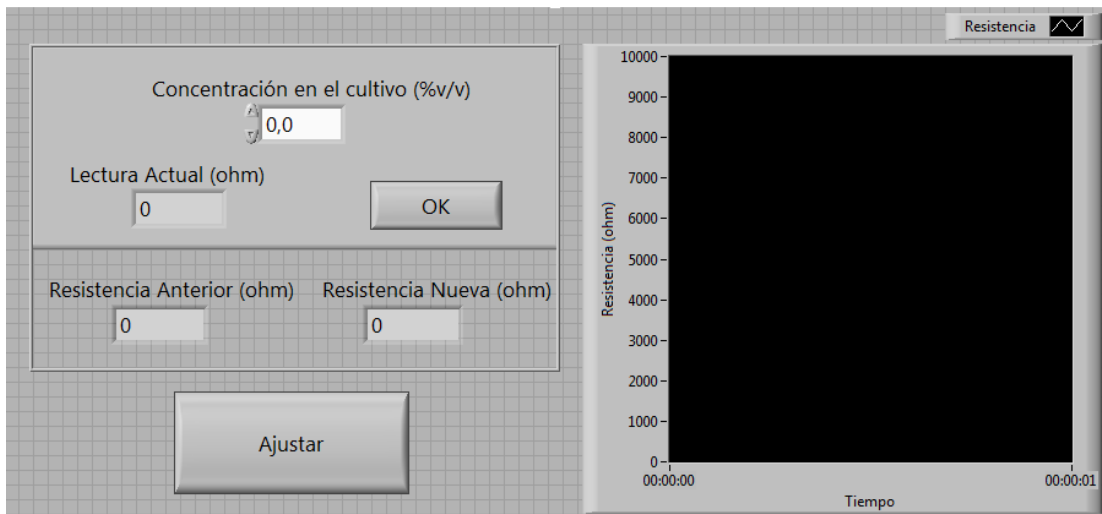 Concentración en el cultivo (%v/v)
0,0
Lectura Actual (ohm)
0
OK
Resistencia Anterior (ohm)
Resistencia Nueva (ohm)
0
0
Ajustar
Resistencia
10000
9000
8000
7000
6000
5000
4000
3000
2000
1000
0
Resistencia (ohm)
00:00:00
00:00:01
Tiempo